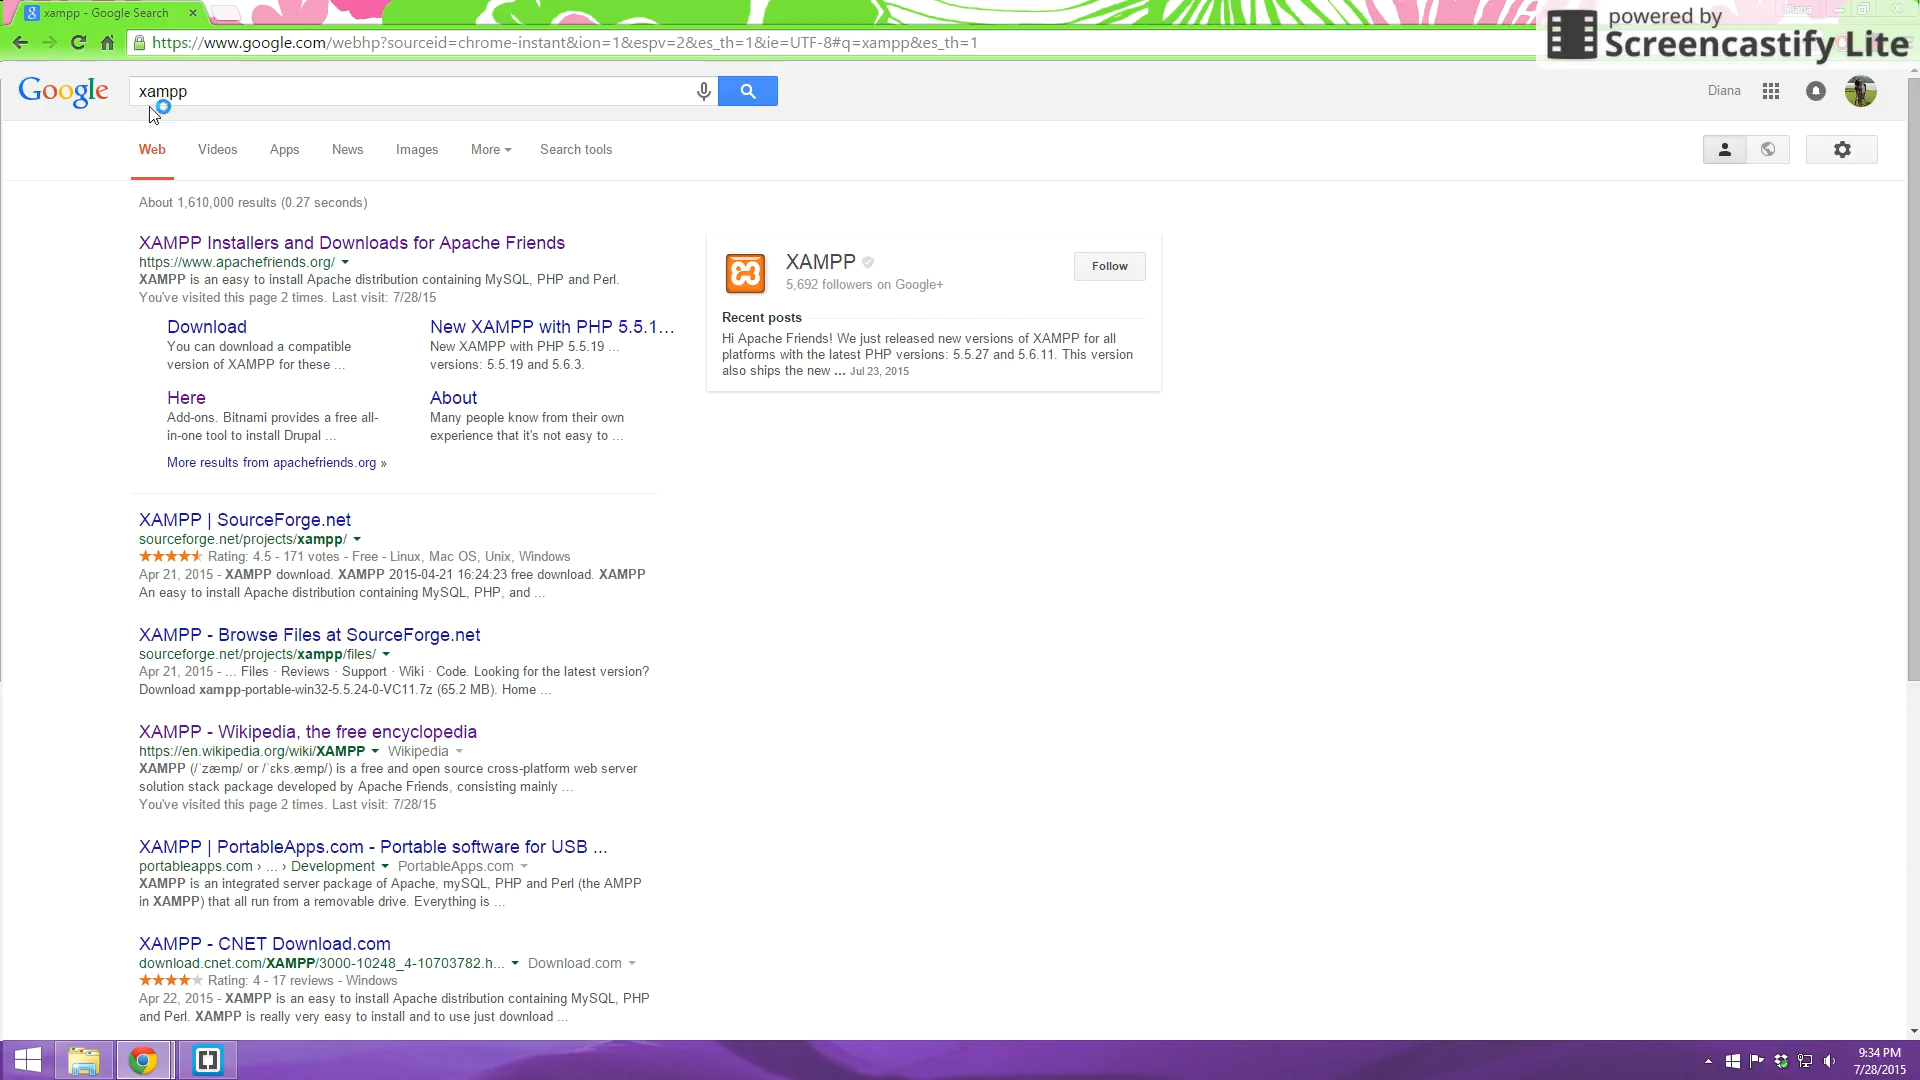 xampp - Google Search
Diana
powered by
Screencastify Lite
https://www.google.com/webhp?sourceid=chrome-instant&ion=1&espv=2&es_th=1&ie=UTF-8#q=xampp&es_th=1
Google
xampp
Diana
Web Videos Apps News Images More Search tools
About 1,610,000 results (0.27 seconds)
XAMPP Installers and Downloads for Apache Friends
https://www.apachefriends.org/
XAMPP is an easy to install Apache distribution containing MySQL, PHP and Perl.
You've visited this page 2 times. Last visit: 7/28/15
Download
You can download a compatible
version of XAMPP for these ...
New XAMPP with PHP 5.5.1...
New XAMPP with PHP 5.5.19 ...
versions: 5.5.19 and 5.6.3.
Here
Add-ons. Bitnami provides a free all-
in-one tool to install Drupal ...
About
Many people know from their own
experience that it's not easy to ...
More results from apachefriends.org »
XAMPP
5,692 followers on Google+
Follow
Recent posts
Hi Apache Friends! We just released new versions of XAMPP for all
platforms with the latest PHP versions: 5.5.27 and 5.6.11. This version
also ships the new ... Jul 23, 2015
XAMPP | SourceForge.net
sourceforge.net/projects/xampp/
Rating: 4.5 - 171 votes - Free - Linux, Mac OS, Unix, Windows
Apr 21, 2015 - XAMPP download. XAMPP 2015-04-21 16:24:23 free download. XAMPP
An easy to install Apache distribution containing MySQL, PHP, and ...
XAMPP - Browse Files at SourceForge.net
sourceforge.net/projects/xampp/files/
Apr 21, 2015 - ... Files · Reviews · Support · Wiki · Code. Looking for the latest version?
Download xampp-portable-win32-5.5.24-0-VC11.7z (65.2 MB). Home ...
XAMPP - Wikipedia, the free encyclopedia
https://en.wikipedia.org/wiki/XAMPP Wikipedia
XAMPP (/ˈzæmp/ or /ˈɛks.æmp/) is a free and open source cross-platform web server
solution stack package developed by Apache Friends, consisting mainly ...
You've visited this page 2 times. Last visit: 7/28/15
XAMPP | PortableApps.com - Portable software for USB ...
portableapps.com › ... › Development PortableApps.com
XAMPP is an integrated server package of Apache, mySQL, PHP and Perl (the AMPP
in XAMPP) that all run from a removable drive. Everything is ...
XAMPP - CNET Download.com
download.cnet.com/XAMPP/3000-10248_4-10703782.h... Download.com
Rating: 4 - 17 reviews - Windows
Apr 22, 2015 - XAMPP is an easy to install Apache distribution containing MySQL, PHP
and Perl. XAMPP is really very easy to install and to use just download ...
9:34 PM
7/28/2015